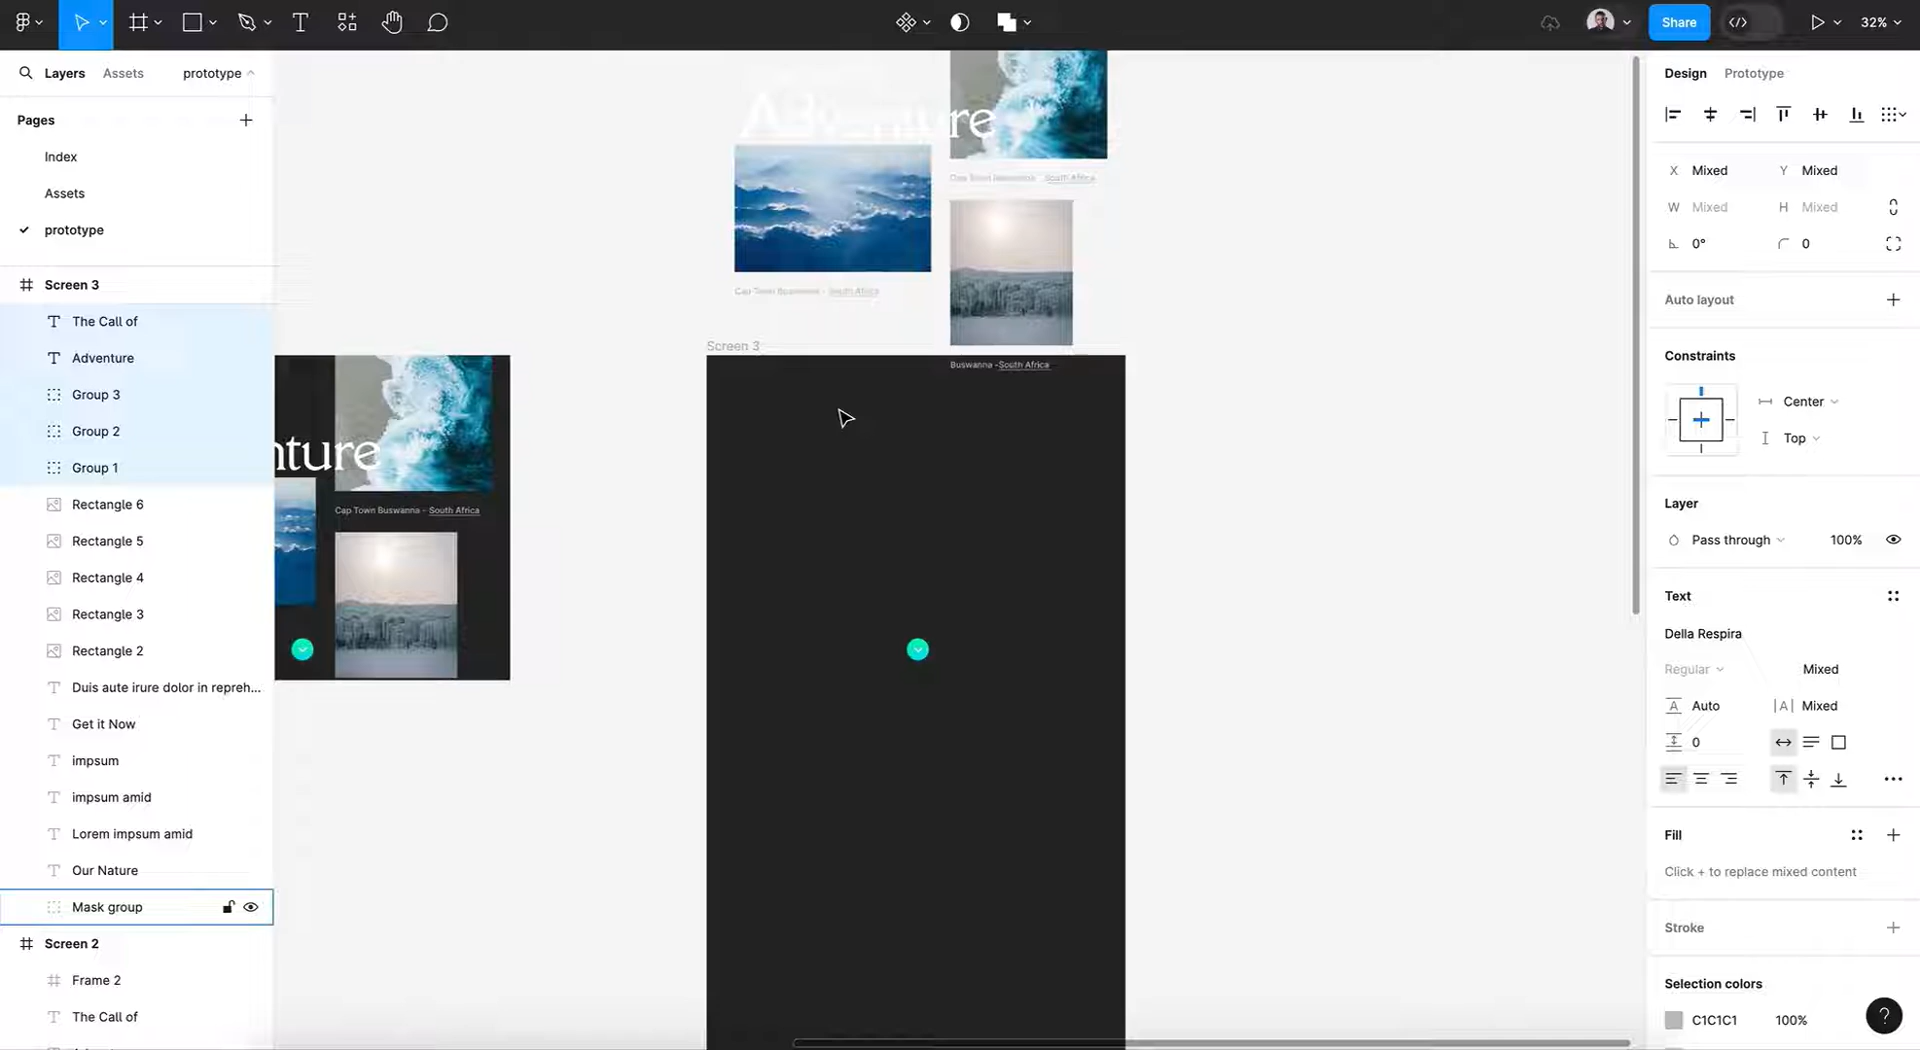 Share
32%
Layers
Assets
prototype
Pages
Index
Assets
prototype
Screen 3
The Call of
Adventure
Group 3
Group 2
Group 1
Rectangle 6
Rectangle 5
Rectangle 4
Rectangle 3
Rectangle 2
Duis aute irure dolor in repreh...
Get it Now
impsum
impsum amid
Lorem impsum amid
Our Nature
Mask group
Screen 2
Frame 2
The Call of
nture
Cap Town Buswanna - South Africa
Adventure
Cap Town Buswanna - South Africa
Cap Town Buswanna - South Africa
Screen 3
Buswanna -South Africa
Design
Prototype
X Mixed
Y Mixed
W Mixed
H Mixed
0°
0
Auto layout
Constraints
Center
Top
Layer
Pass through
100%
Text
Della Respira
Regular
Mixed
A Auto
|A| Mixed
0
Fill
Click + to replace mixed content
Stroke
Selection colors
C1C1C1
100%
?